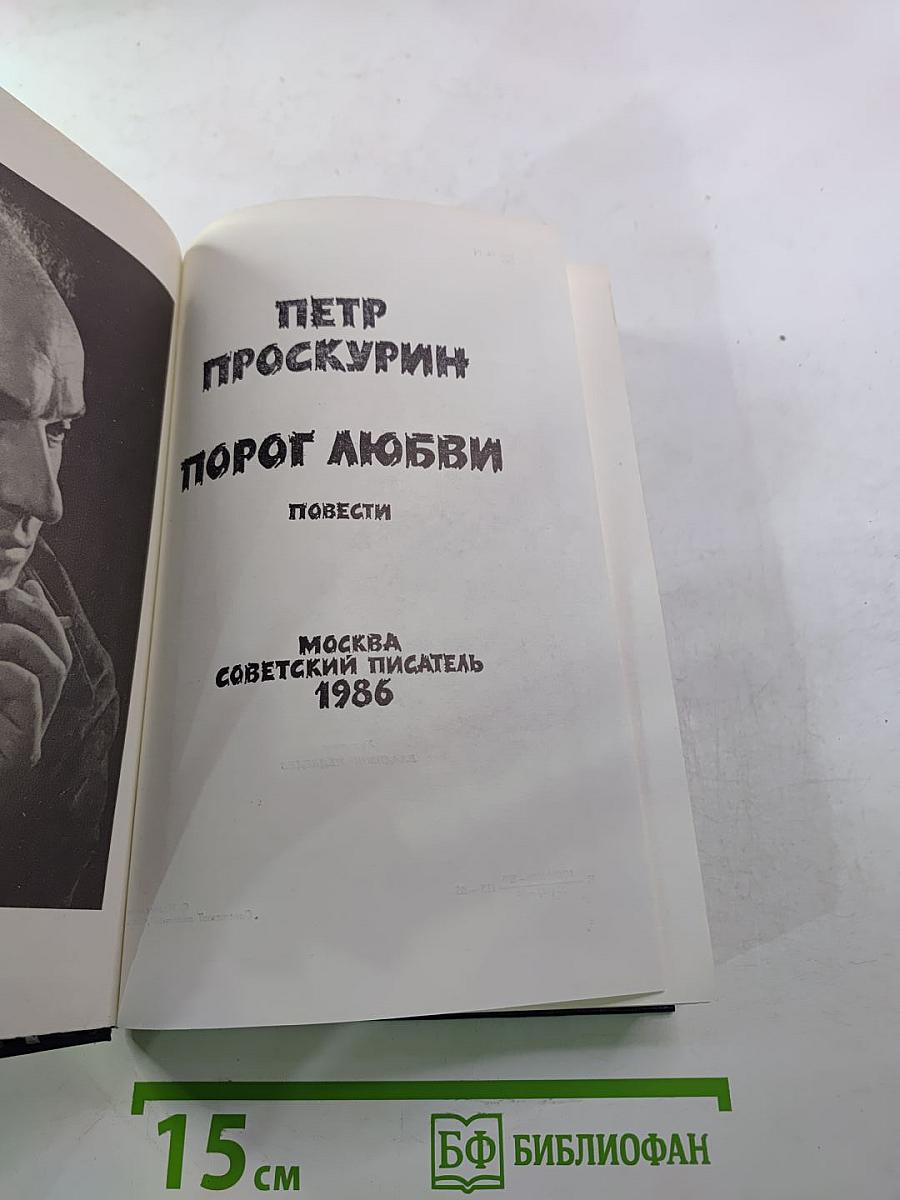 ПЕТР
ПРОСКУРИН
ПОРОГ ЛЮБВИ
ПОВЕСТИ
МОСКВА
СОВЕТСКИЙ ПИСАТЕЛЬ
1986
15 см
БФ БИБЛИОФАН